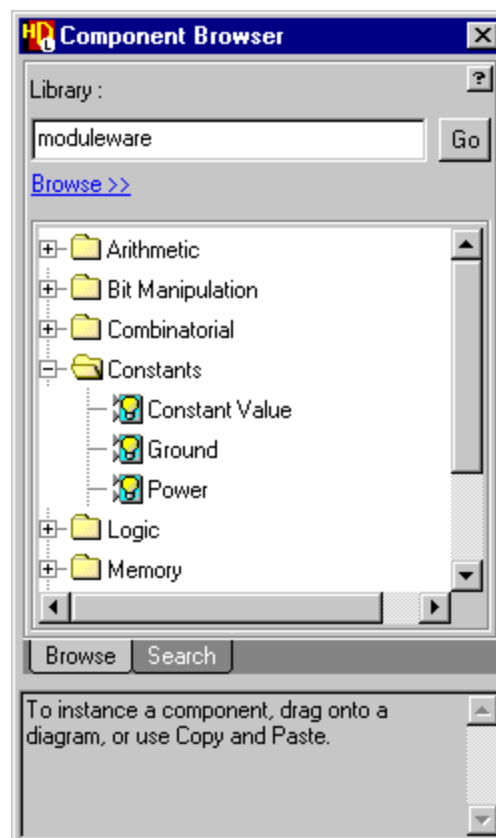 HD L Component Browser
?
Library :
moduleware
Go
Browse >>
Arithmetic
Bit Manipulation
Combinatorial
Constants
Constant Value
Ground
Power
Logic
Memory
Browse Search
To instance a component, drag onto a
diagram, or use Copy and Paste.